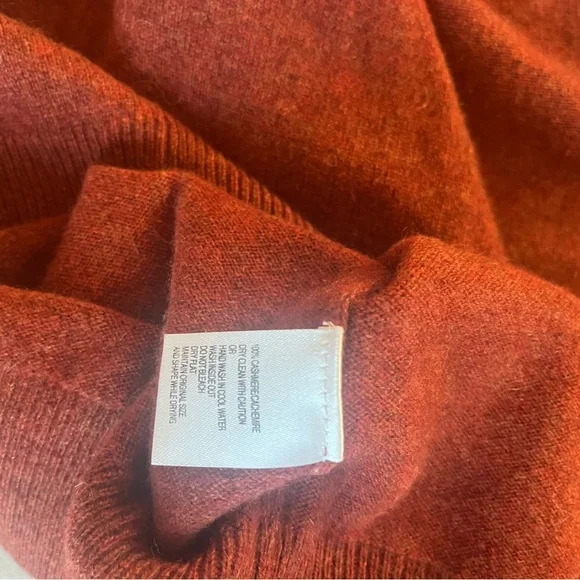 100% CASHMERE/CACHEMIRE
DRY CLEAN WITH CAUTION
OR
HAND WASH IN COOL WATER
WASH INSIDE OUT
DO NOT BLEACH
DRY FLAT
MAINTAIN ORIGINAL SIZE
AND SHAPE WHILE DRYING